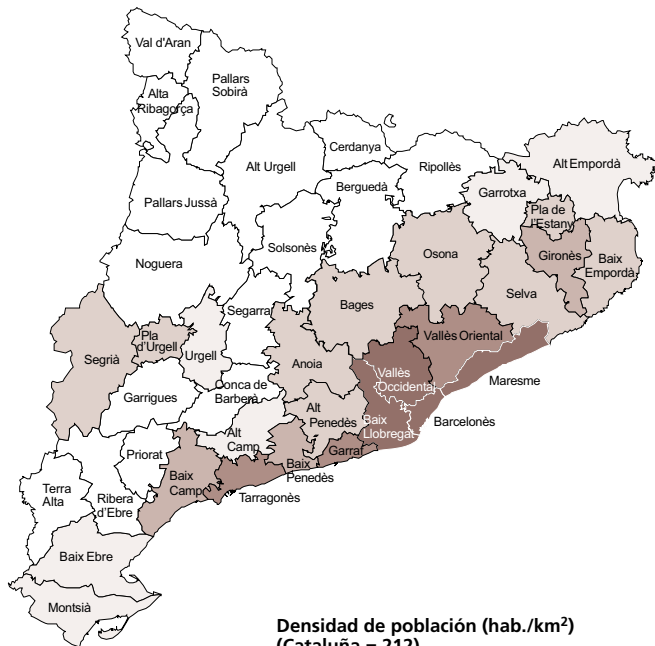 Val d'Aran
Pallars
Sobirà
Alta
Ribagorça
Cerdanya
Alt Urgell
Ripollès
Alt Empordà
Berguedà
Garrotxa
Pallars Jussà
Pla de
l'Estany
Solsonès
Osona
Gironès
Baix
Empordà
Noguera
Selva
Bages
Segarra
Vallès Oriental
Pla
d'Urgell
Urgell
Segrià
Anoia
Vallès
Occidental
Maresme
Garrigues
Conca de
Barberà
Alt
Penedès
Baix
Llobregat
Barcelonès
Alt
Camp
Garraf
Priorat
Baix
Penedès
Baix
Camp
Terra
Alta
Ribera
d'Ebre
Tarragonès
Baix Ebre
Montsià
Densidad de población (hab./km²)
(Cataluña = 212)